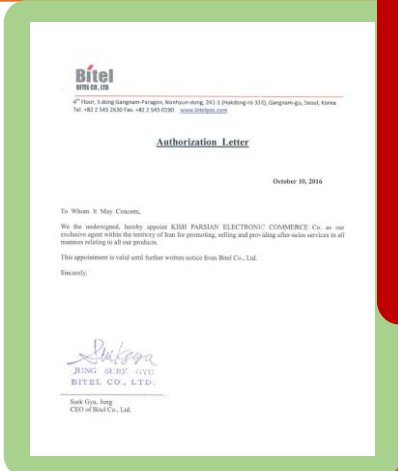 Bitel
BITEL CO., LTD
4th Floor, S dong Gangnam-Paragon, Nonhyun-dong, 241-1 (Hakdong-ro 331), Gangnam-gu, Seoul, Korea
Tel. +82 2 545 2630 Fax. +82 2 545 0190 www.bitelpos.com
Authorization Letter
October 10, 2016
To Whom It May Concern,
We the undersigned, hereby appoint KISH PARSIAN ELECTRONIC COMMERCE Co. as our
exclusive agent within the territory of Iran for promoting, selling and providing after-sales services in all
manners relating to all our products.
This appointment is valid until further written notice from Bitel Co., Ltd.
Sincerely,
JUNG SUEK GYU
BITEL CO., LTD.
Suek Gyu, Jung
CEO of Bitel Co., Ltd.